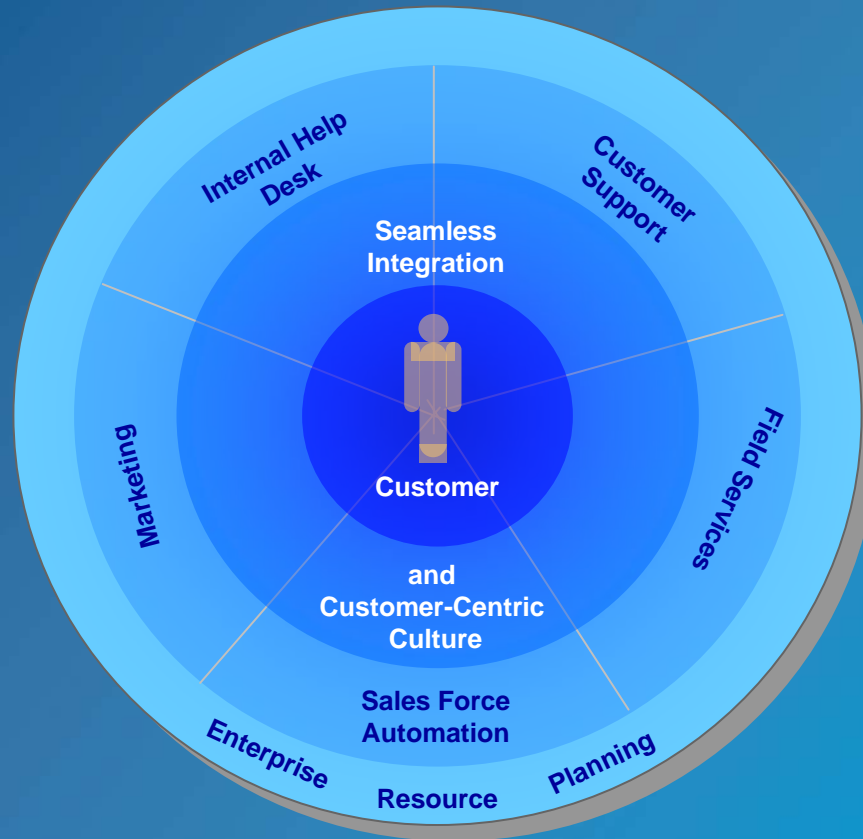 Internal Help
Desk
Customer
Support
Seamless
Integration
Customer
Marketing
Field Services
and
Customer-Centric
Culture
Sales Force
Automation
Enterprise
Resource
Planning